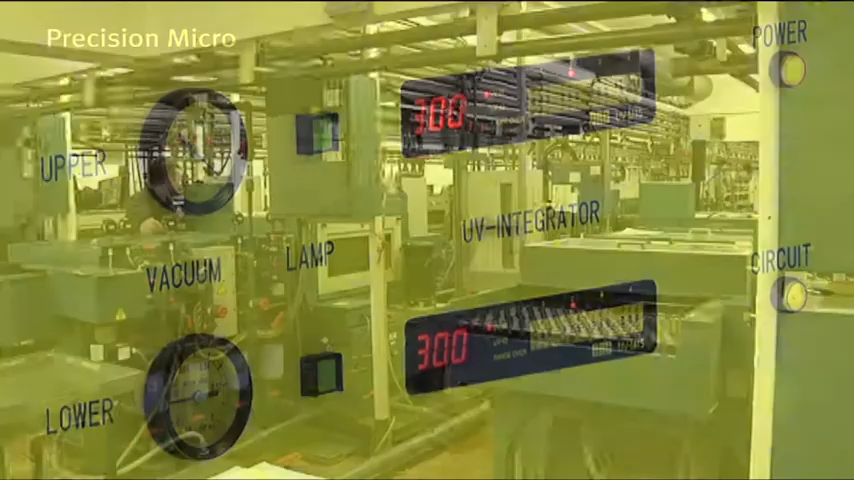 Precision Micro
POWER
300
UPPER
UV-INTEGRATOR
VACUUM
LAMP
CIRCUIT
300
LOWER